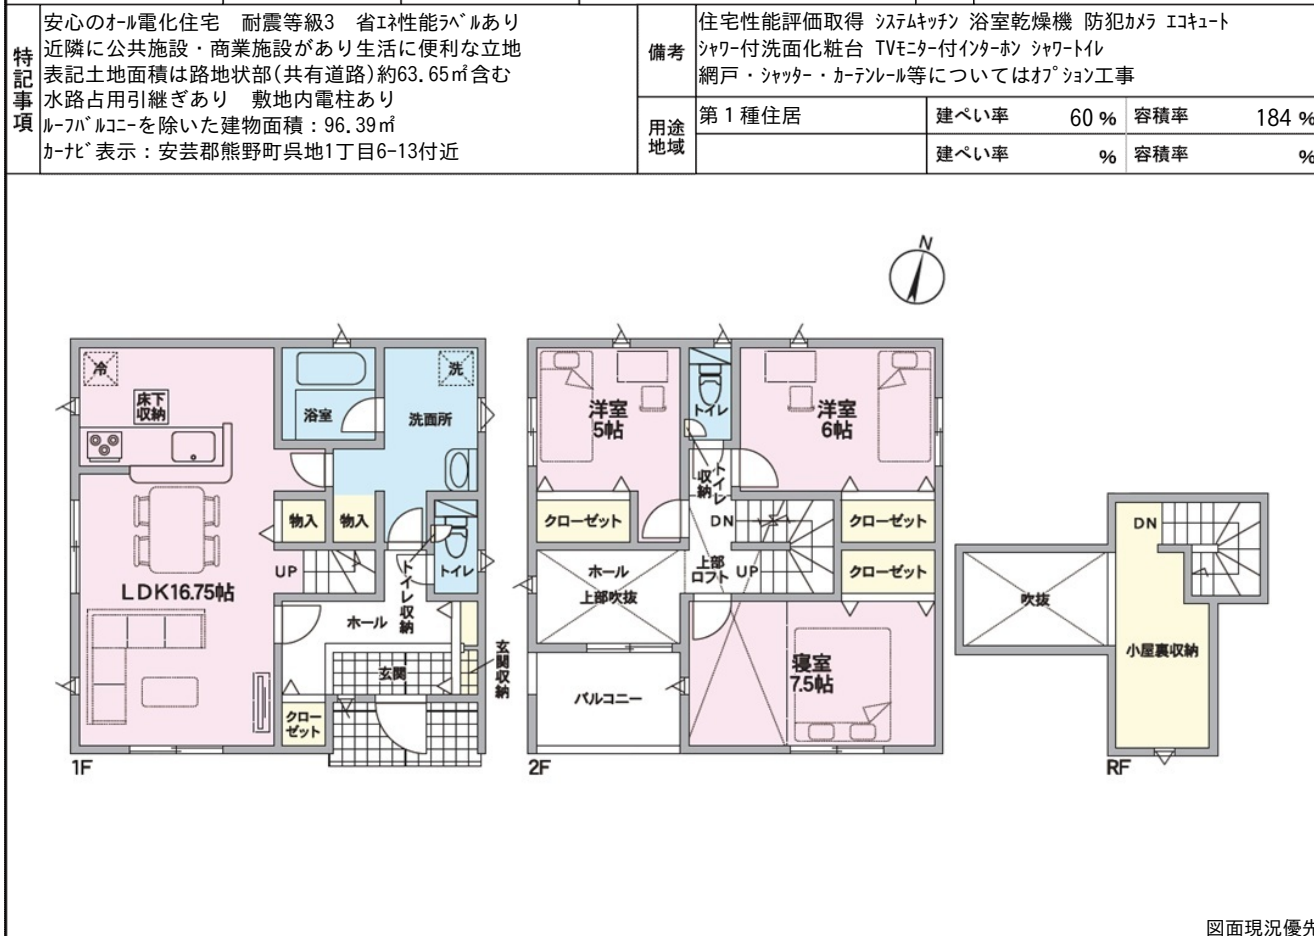 特記事項
安心のｵｰﾙ電化住宅　耐震等級3　省ｴﾈ性能ﾗﾍﾞﾙあり
近隣に公共施設・商業施設があり生活に便利な立地
表記土地面積は路地状部(共有道路)約63.65㎡含む
水路占用引継ぎあり　敷地内電柱あり
ﾙｰﾌﾊﾞﾙｺﾆｰを除いた建物面積：96.39㎡
ｶｰﾅﾋﾞ表示：安芸郡熊野町呉地1丁目6-13付近
備考
住宅性能評価取得 ｼｽﾃﾑｷｯﾁﾝ 浴室乾燥機 防犯ｶﾒﾗ ｴｺｷｭｰﾄ
ｼｬﾜｰ付洗面化粧台 TVﾓﾆﾀｰ付ｲﾝﾀｰﾎﾝ ｼｬﾜｰﾄｲﾚ
網戸・ｼｬｯﾀｰ・ｶｰﾃﾝﾚｰﾙ等についてはｵﾌﾟｼｮﾝ工事
用途
地域
第１種住居
建ぺい率 60 % 容積率 184 %
建ぺい率 % 容積率 %
N
冷
床下
収納
浴室
洗
洗面所
物入
物入
トイレ
UP
LDK16.75帖
トイレ収納
ホール
玄関
玄関収納
クロー
ゼット
1F
洋室
5帖
トイレ
洋室
6帖
トイレ
収納
クローゼット
DN
クローゼット
ホール
上部吹抜
上部
ロフト
UP
クローゼット
寝室
7.5帖
バルコニー
2F
DN
吹抜
小屋裏収納
RF
図面現況優先